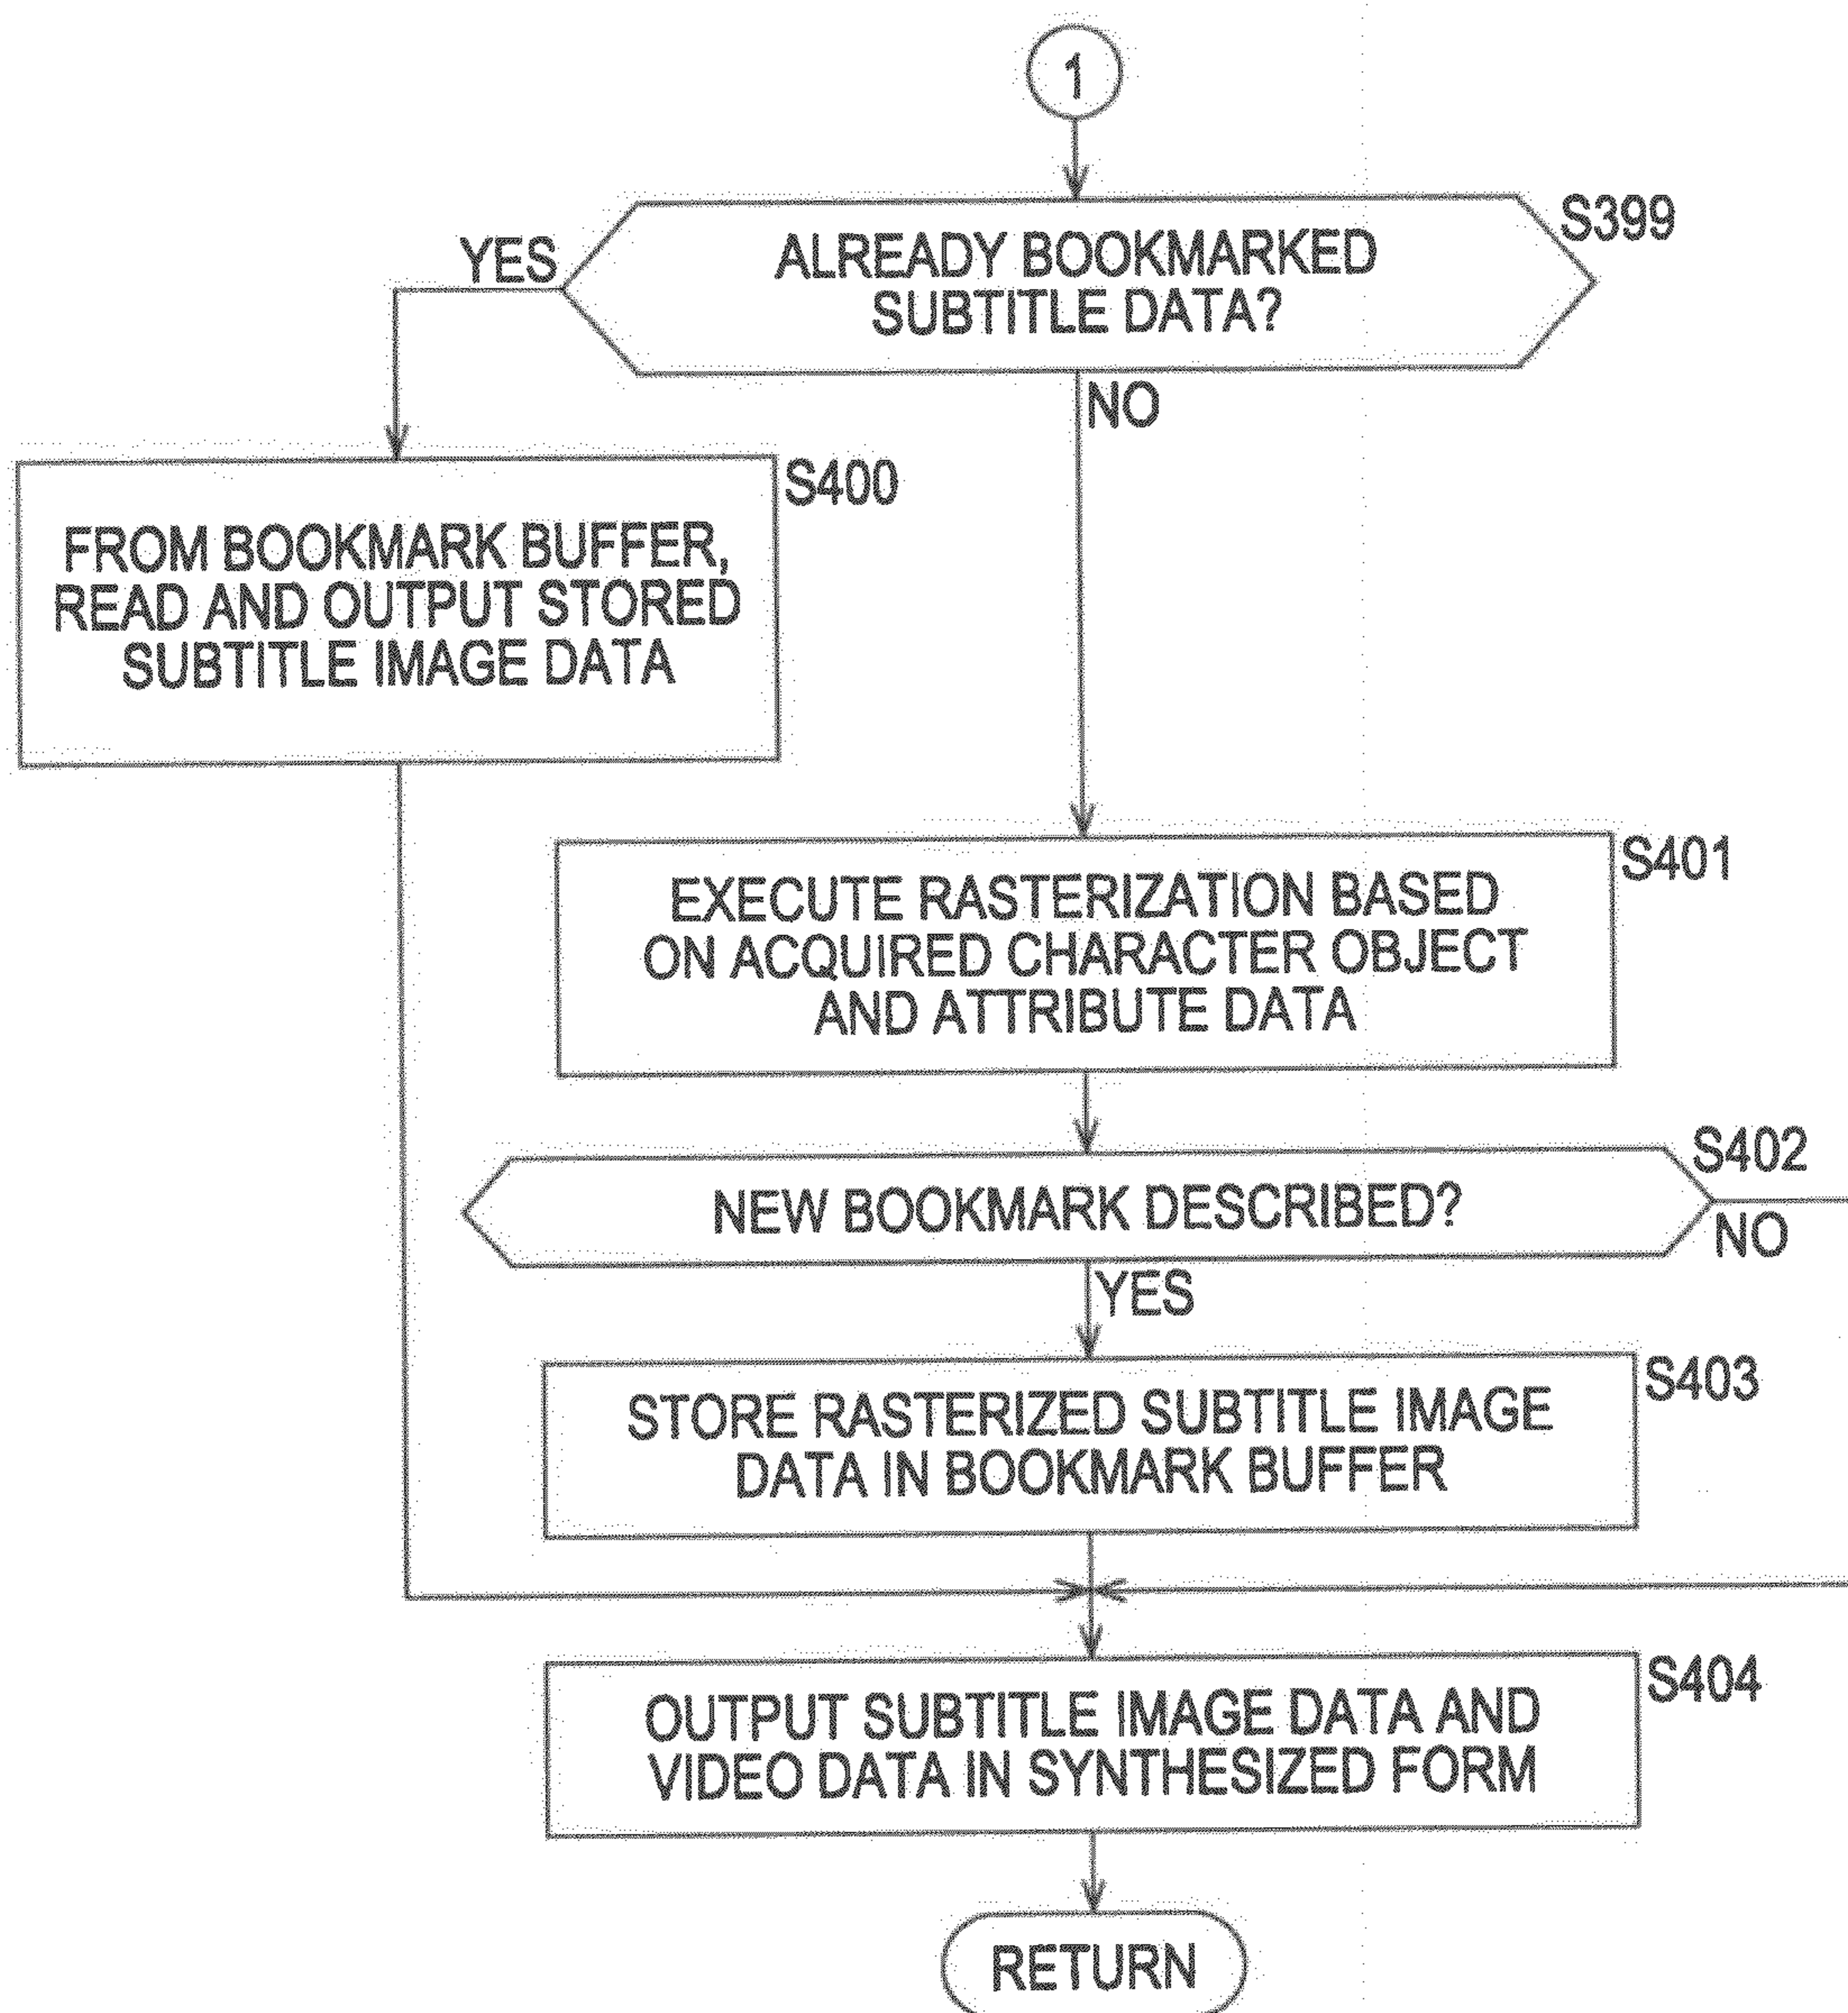 1
S399
YES
ALREADY BOOKMARKED
SUBTITLE DATA?
NO
S400
FROM BOOKMARK BUFFER,
READ AND OUTPUT STORED
SUBTITLE IMAGE DATA
S401
EXECUTE RASTERIZATION BASED
ON ACQUIRED CHARACTER OBJECT
AND ATTRIBUTE DATA
S402
NEW BOOKMARK DESCRIBED?
NO
YES
S403
STORE RASTERIZED SUBTITLE IMAGE
DATA IN BOOKMARK BUFFER
S404
OUTPUT SUBTITLE IMAGE DATA AND
VIDEO DATA IN SYNTHESIZED FORM
RETURN